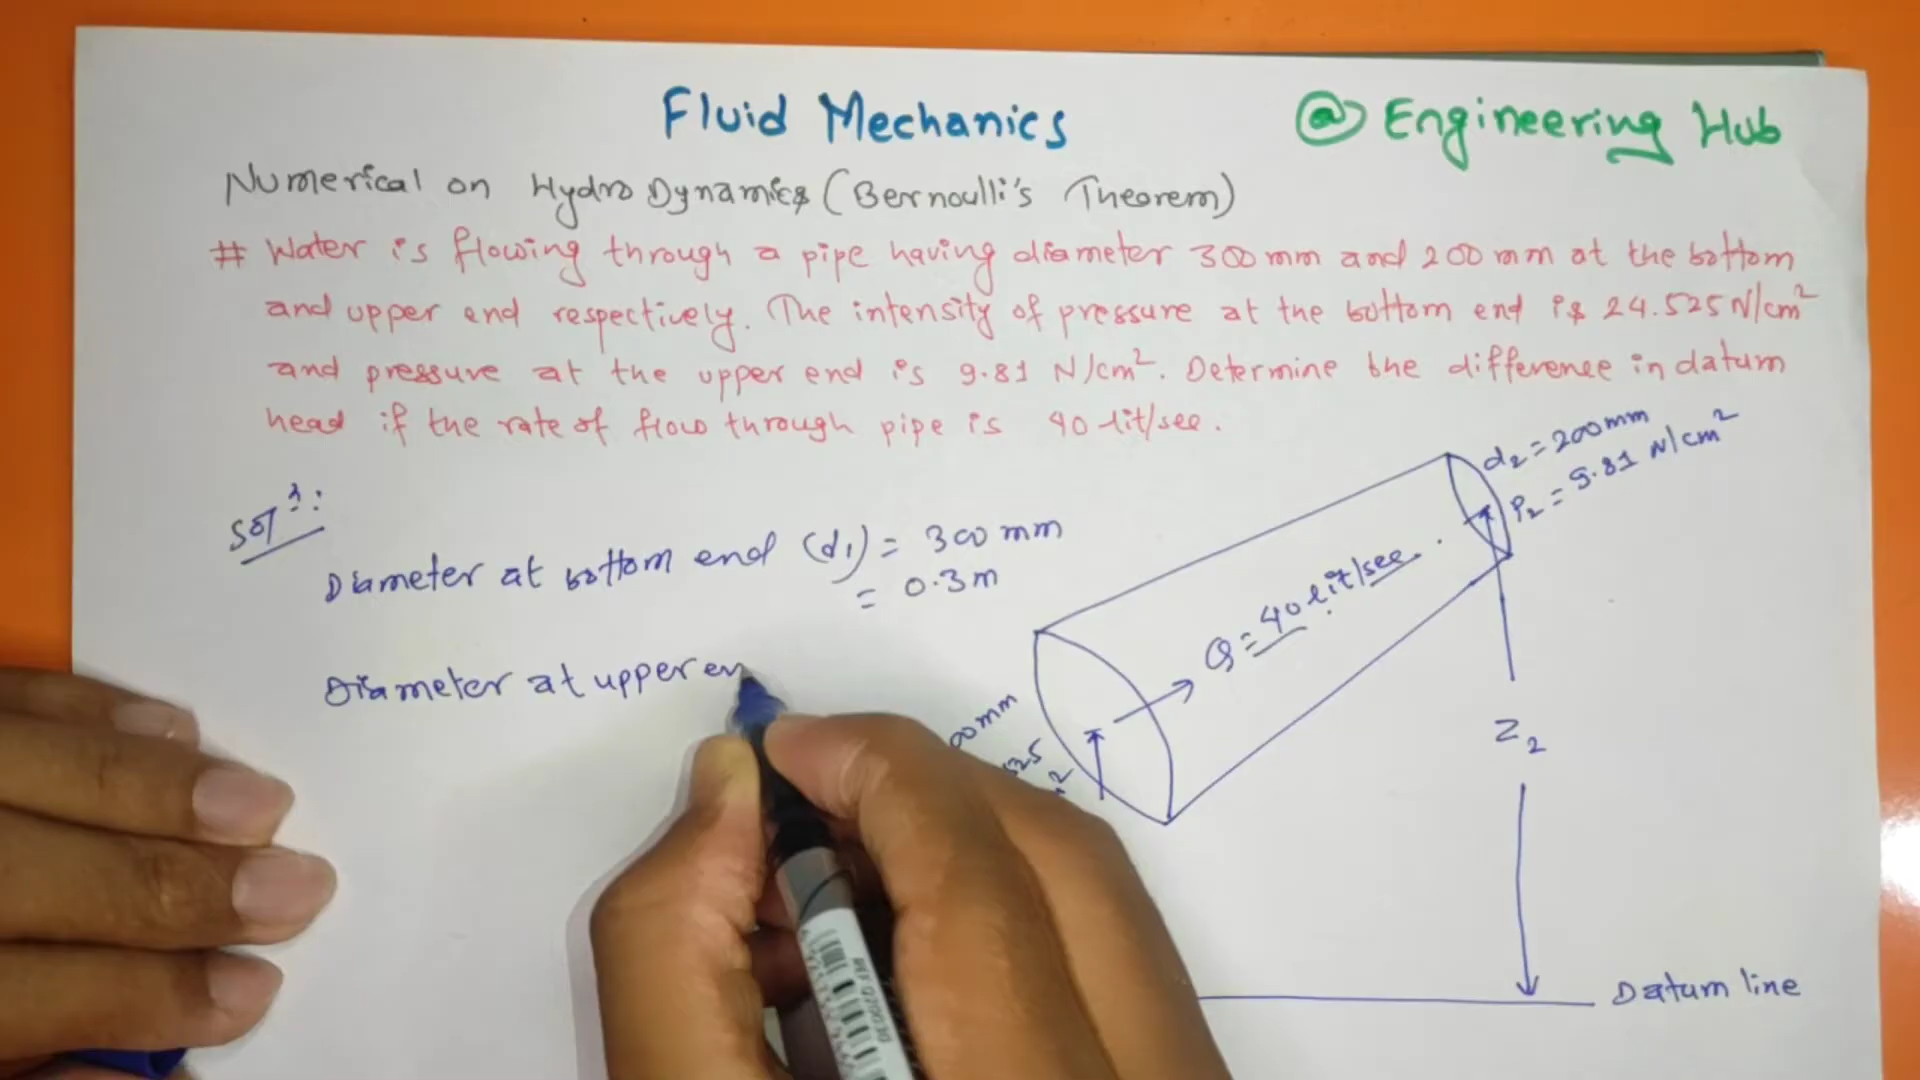 Fluid Mechanics
@ Engineering Hub
Numerical on Hydro Dynamics (Bernoulli's Theorem)
# Water is flowing through a pipe having diameter 300 mm and 200 mm at the bottom
and upper end respectively. The intensity of pressure at the bottom end is 24.525 N/cm²
and pressure at the upper end is 9.81 N/cm². Determine the difference in datum
head if the rate of flow through pipe is 40 lit/sec.
d₂ = 200mm
P₂ = 9.81 N/cm²
Solⁿ:
Diameter at bottom end (d₁) = 300 mm
= 0.3 m
Q = 40 lit/sec.
Diameter at upper en
00mm
525
Z₂
Datum line